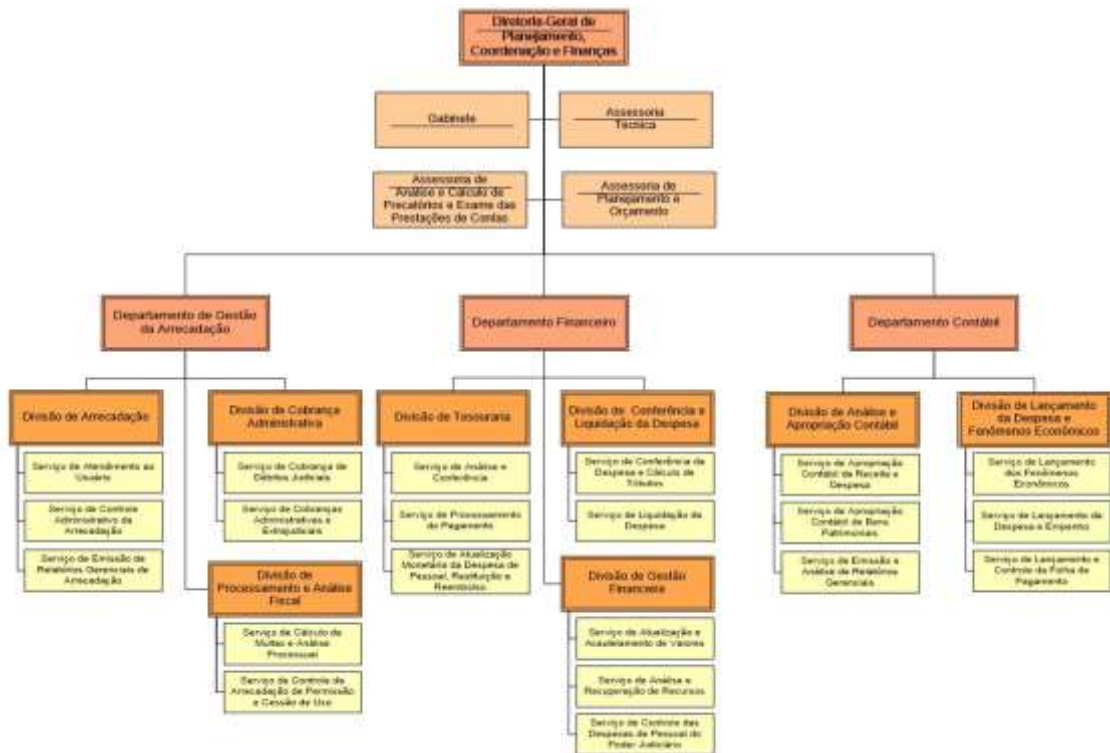 Diretoria-Geral de
Planejamento,
Coordenação e Finanças
Gabinete
Assessoria
Técnica
Assessoria de
Análise e Cálculo de
Precatórios e Exame das
Prestações de Contas
Assessoria de
Planejamento e
Orçamento
Departamento de Gestão
da Arrecadação
Departamento Financeiro
Departamento Contábil
Divisão de Arrecadação
Divisão de Cobrança
Administrativa
Divisão de Tesouraria
Divisão de Conferência e
Liquidação da Despesa
Divisão de Análise e
Apropriação Contábil
Divisão de Lançamento
da Despesa e
Fenômenos Econômicos
Serviço de Atendimento ao
Usuário
Serviço de Controle
Administrativo da
Arrecadação
Serviço de Emissão de
Relatórios Gerenciais de
Arrecadação
Serviço de Cobrança de
Débitos Judiciais
Serviço de Cobranças
Administrativas e
Extrajudiciais
Divisão de
Processamento e Análise
Fiscal
Serviço de Cálculo de
Multas e Análise
Processual
Serviço de Controle da
Arrecadação de Permissão
e Cessão de Uso
Serviço de Análise e
Conferência
Serviço de Processamento
do Pagamento
Serviço de Atualização
Monetária da Despesa de
Pessoal, Restituição e
Reembolso
Serviço de Conferência da
Despesa e Cálculo de
Tributos
Serviço de Liquidação da
Despesa
Divisão de Gestão
Financeira
Serviço de Atualização e
Acautelamento de Valores
Serviço de Análise e
Recuperação de Recursos
Serviço de Controle das
Despesas de Pessoal do
Poder Judiciário
Serviço de Apropriação
Contábil da Receita e
Despesa
Serviço de Apropriação
Contábil de Bens
Patrimoniais
Serviço de Emissão e
Análise de Relatórios
Gerenciais
Serviço de Lançamento
dos Fenômenos
Econômicos
Serviço de Lançamento da
Despesa e Empenho
Serviço de Lançamento e
Controle da Folha de
Pagamento